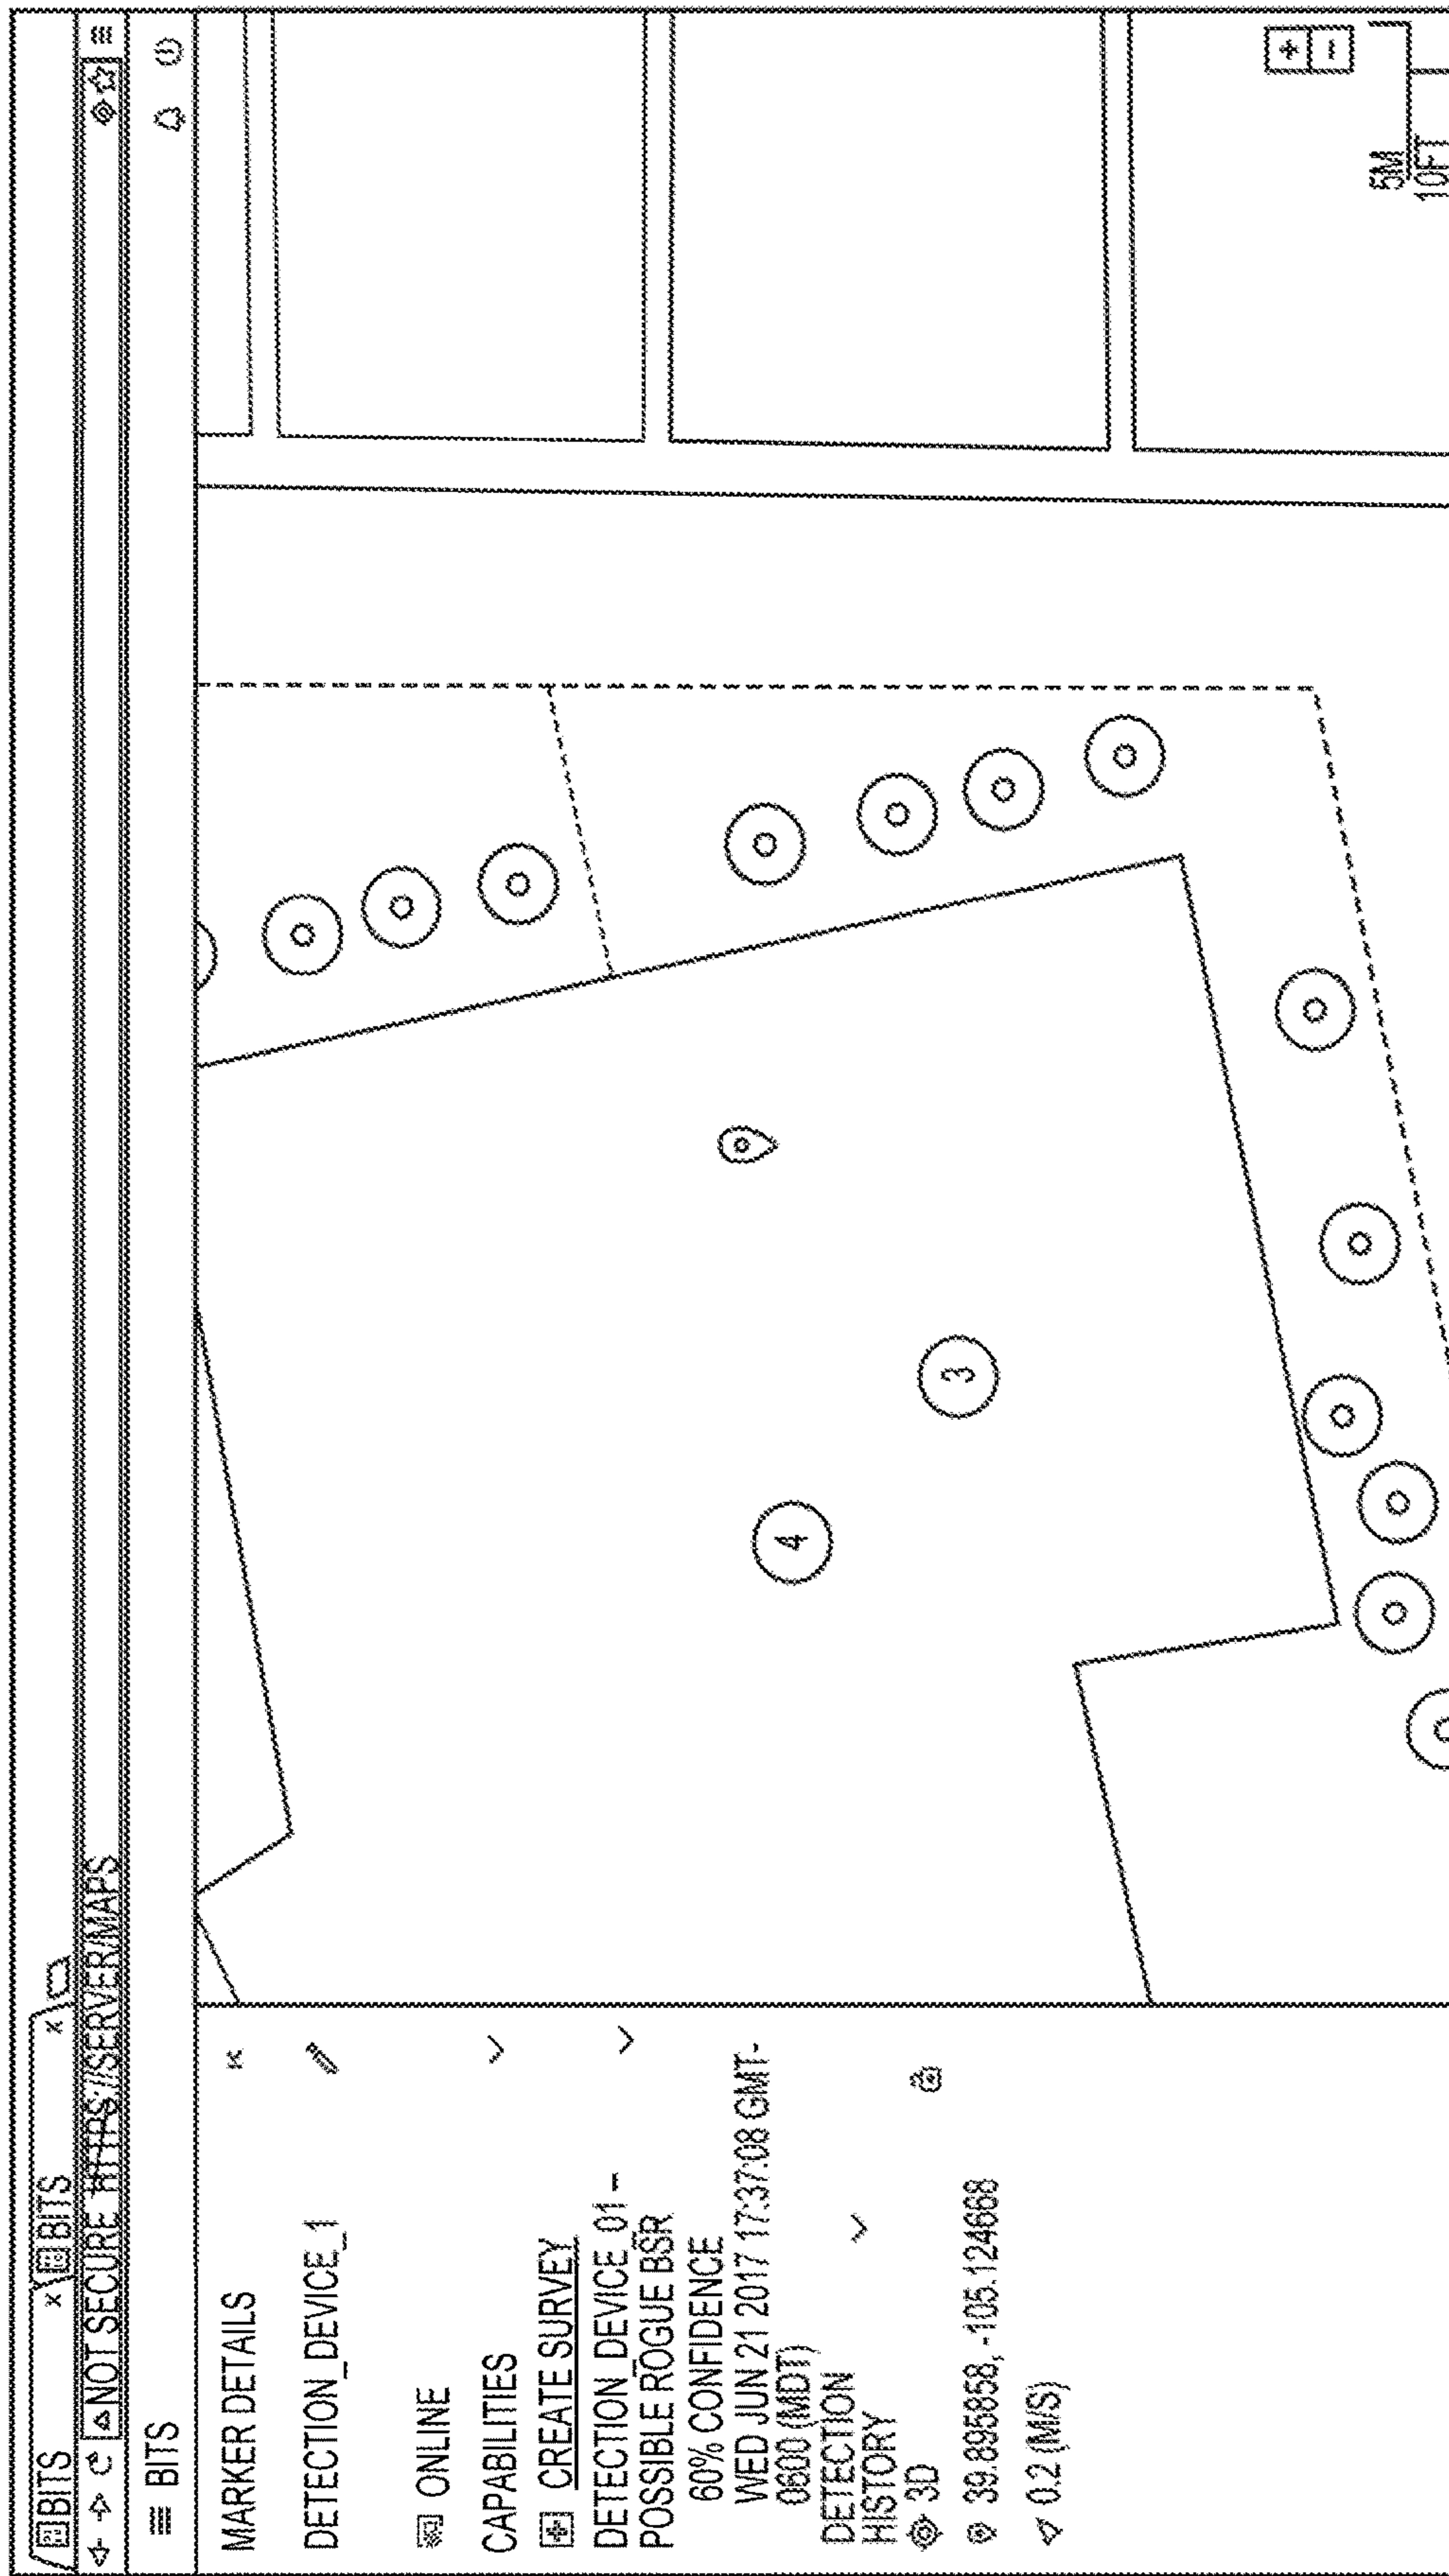 BITS x BITS x
NOT SECURE HTTPS://SERVER/MAPS
BITS
MARKER DETAILS
DETECTION_DEVICE_1
ONLINE
CAPABILITIES
CREATE SURVEY
DETECTION_DEVICE_01 -
POSSIBLE ROGUE BSR
60% CONFIDENCE
WED JUN 21 2017 17:37:08 GMT-
0600 (MDT)
DETECTION
HISTORY
3D
39.895858, -105.124668
0.2 (M/S)
4
3
+
-
5M
10FT